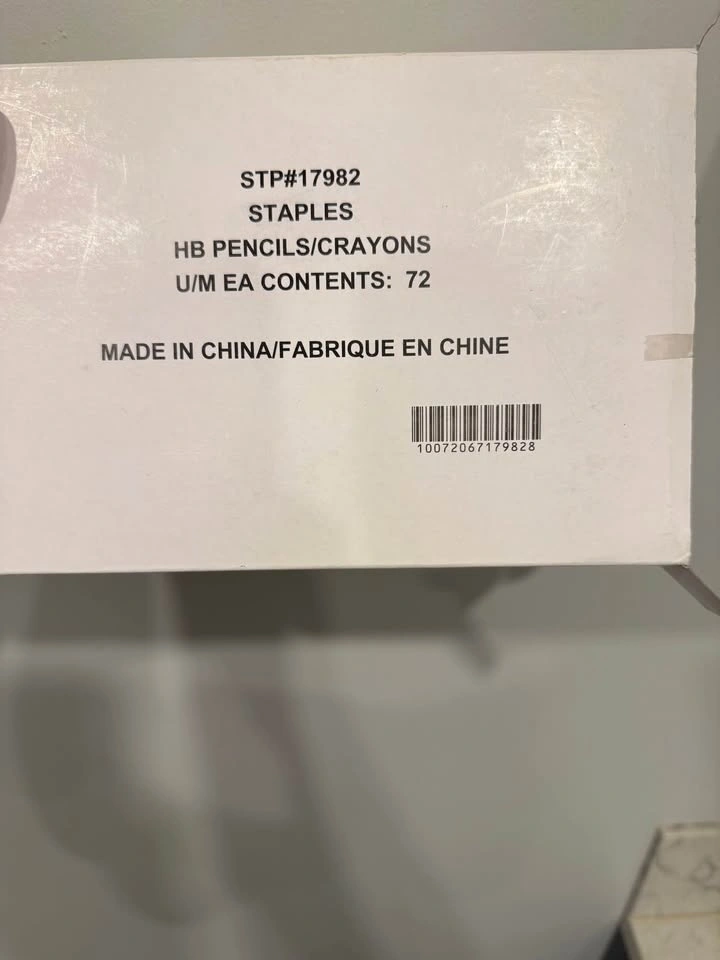 STP#17982
STAPLES
HB PENCILS/CRAYONS
U/M EA CONTENTS: 72
MADE IN CHINA/FABRIQUE EN CHINE
10072067179828